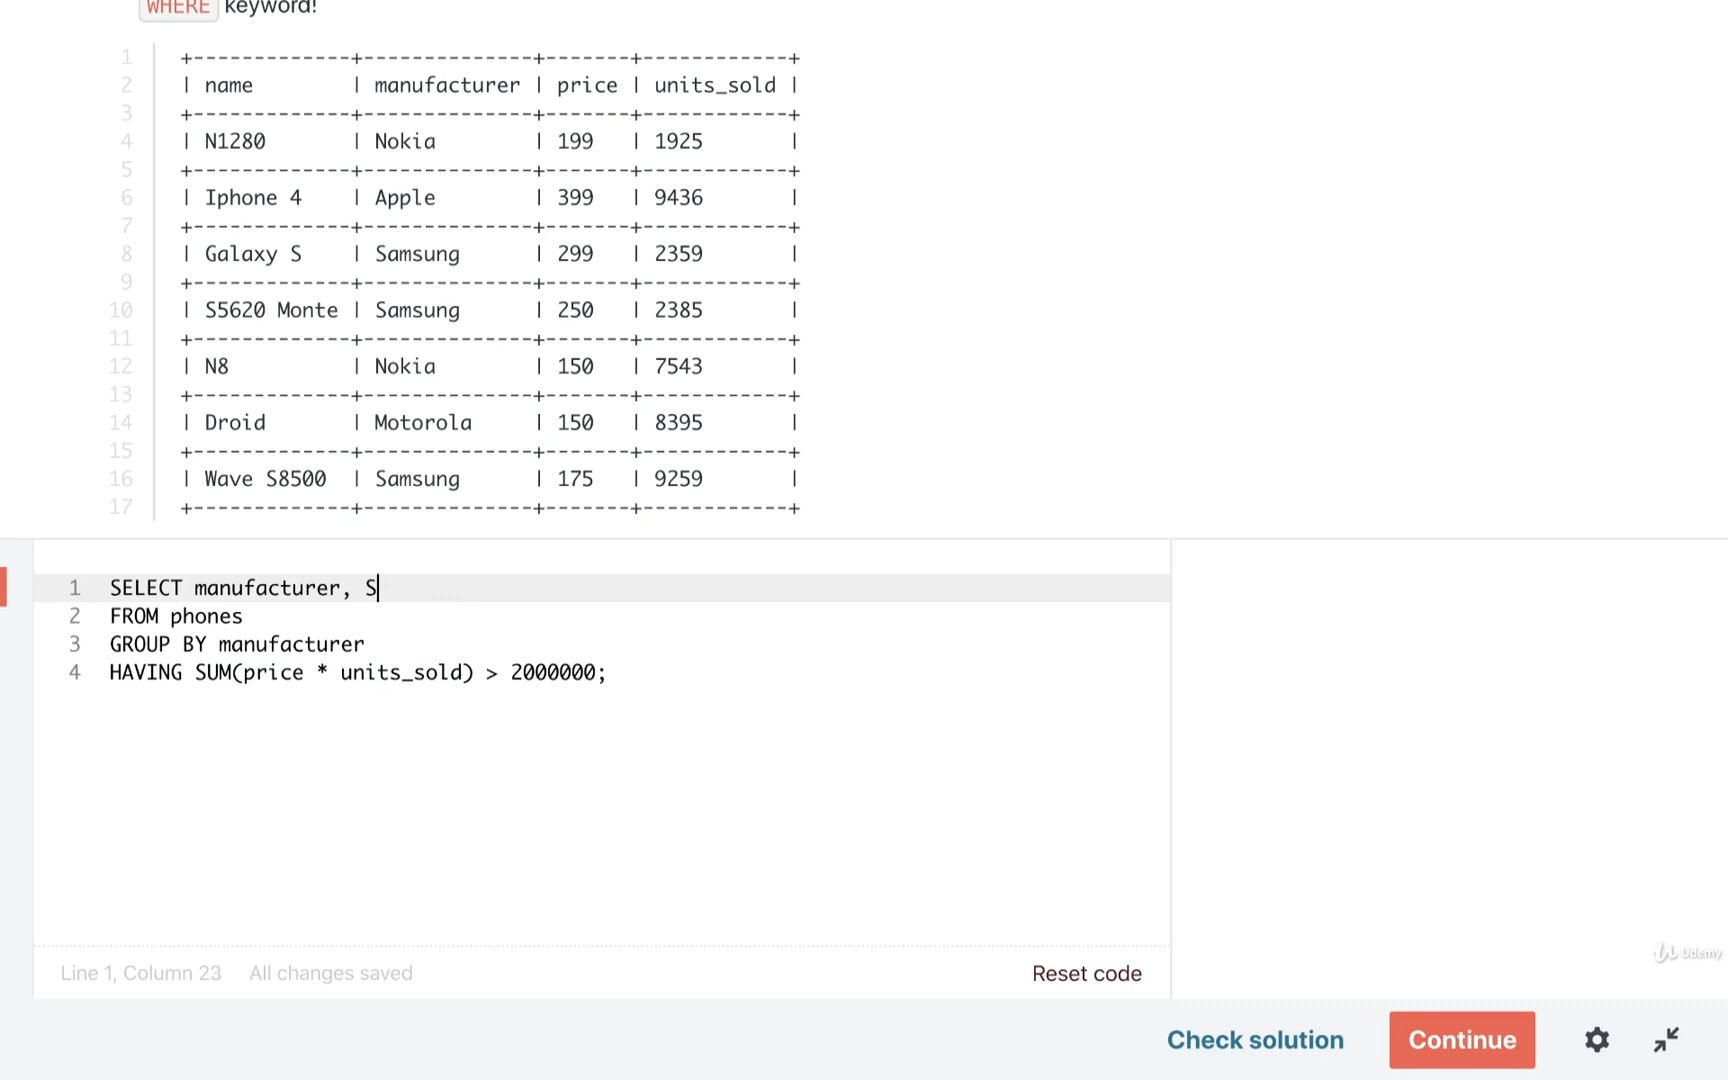 WHERE keyword!
1 +-------------+--------------+-------+------------+
2 | name | manufacturer | price | units_sold |
3 +-------------+--------------+-------+------------+
4 | N1280 | Nokia | 199 | 1925 |
5 +-------------+--------------+-------+------------+
6 | Iphone 4 | Apple | 399 | 9436 |
7 +-------------+--------------+-------+------------+
8 | Galaxy S | Samsung | 299 | 2359 |
9 +-------------+--------------+-------+------------+
10 | S5620 Monte | Samsung | 250 | 2385 |
11 +-------------+--------------+-------+------------+
12 | N8 | Nokia | 150 | 7543 |
13 +-------------+--------------+-------+------------+
14 | Droid | Motorola | 150 | 8395 |
15 +-------------+--------------+-------+------------+
16 | Wave S8500 | Samsung | 175 | 9259 |
17 +-------------+--------------+-------+------------+
1 SELECT manufacturer, S
2 FROM phones
3 GROUP BY manufacturer
4 HAVING SUM(price * units_sold) > 2000000;
Udemy
Line 1, Column 23 All changes saved Reset code
Check solution Continue